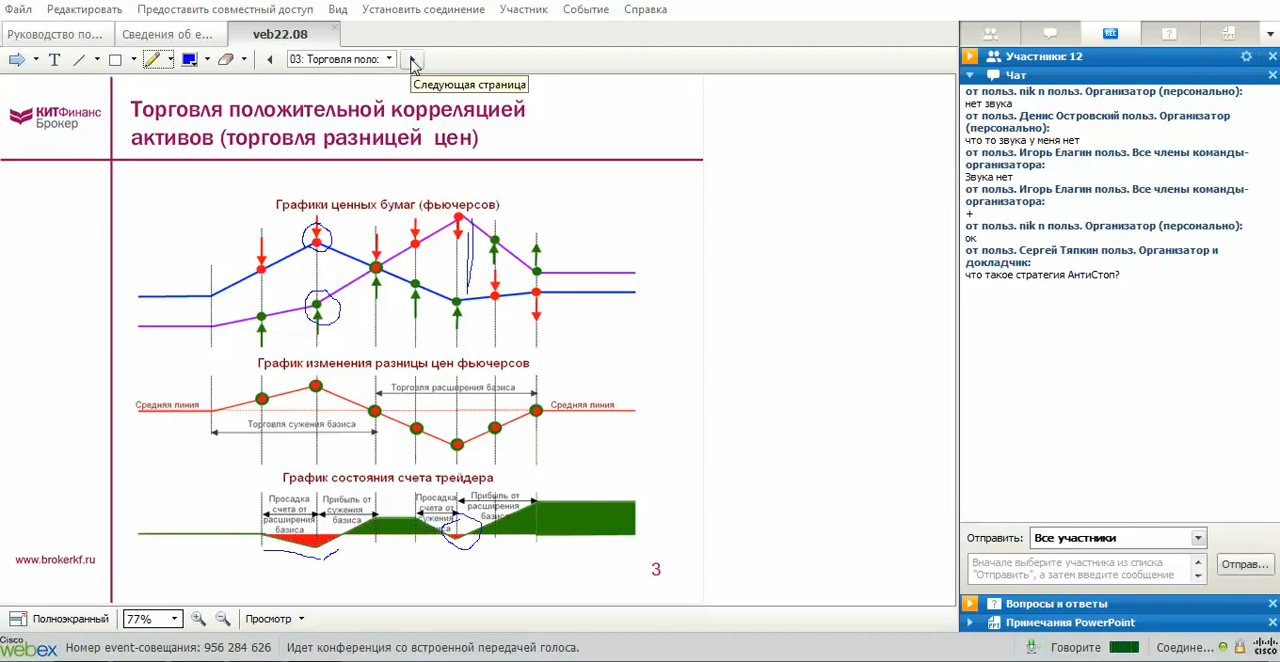 Файл Редактировать Предоставить совместный доступ Вид Установить соединение Участник Событие Справка
Руководство по... Сведения об е... veb22.08
T 03: Торговля поло:
Следующая страница
КИТФинанс
Брокер
Торговля положительной корреляцией
активов (торговля разницей цен)
Графики ценных бумаг (фьючерсов)
График изменения разницы цен фьючерсов
Торговля расширения базиса
Средняя линия Средняя линия
Торговля сужения базиса
График состояния счета трейдера
Просадка
счета от
расширения
базиса
Прибыль от
сужения
базиса
Просадка
счета от
сужения
базиса
Прибыль от
расширения
базиса
www.brokerkf.ru
3
REC
Участники: 12
Чат
от польз. nik n польз. Организатор (персонально):
нет звука
от польз. Денис Островский польз. Организатор
(персонально):
что то звука у меня нет
от польз. Игорь Елагин польз. Все члены команды-
организатора:
Звука нет
от польз. Игорь Елагин польз. Все члены команды-
организатора:
+
от польз. nik n польз. Организатор (персонально):
ок
от польз. Сергей Тяпкин польз. Организатор и
докладчик:
что такое стратегия АнтиСтоп?
Отправить: Все участники
Вначале выберите участника из списка
"Отправить", а затем введите сообщение
Отправ...
Вопросы и ответы
Примечания PowerPoint
Полноэкранный 77% Просмотр
Cisco
webex
Номер event-совещания: 956 284 626 Идет конференция со встроенной передачей голоса.
Говорите Соедине...
cisco